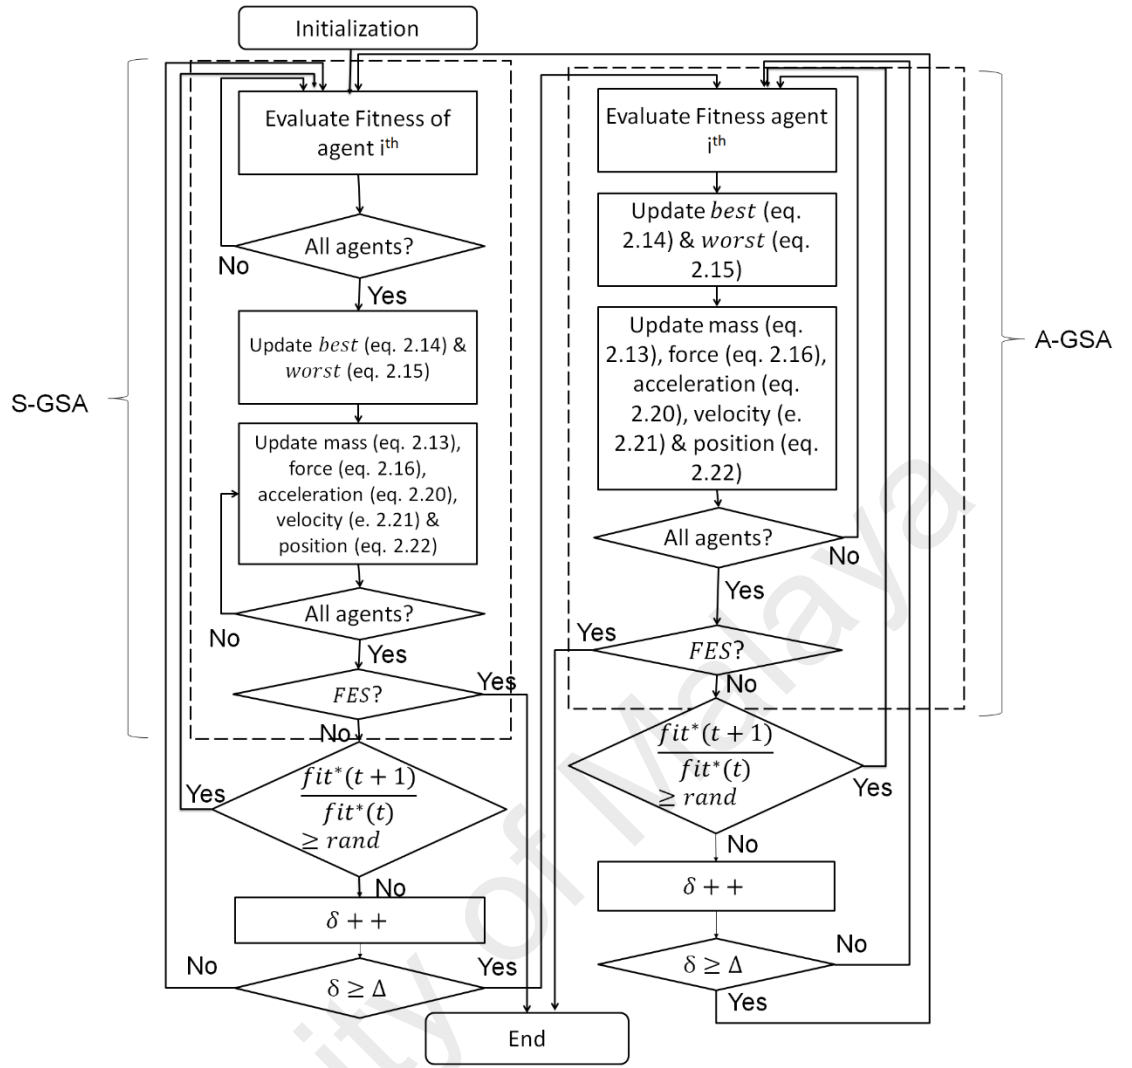 Initialization
S-GSA
Evaluate Fitness of
agent iᵗʰ
All agents?
No
Yes
Update best (eq. 2.14) &
worst (eq. 2.15)
Update mass (eq. 2.13),
force (eq. 2.16),
acceleration (eq. 2.20),
velocity (e. 2.21) &
position (eq. 2.22)
All agents?
No
Yes
FES?
Yes
No
fit*(t + 1)
fit*(t)
≥ rand
Yes
No
δ + +
δ ≥ Δ
No
Yes
End
A-GSA
Evaluate Fitness agent
iᵗʰ
Update best (eq.
2.14) & worst (eq.
2.15)
Update mass (eq.
2.13), force (eq. 2.16),
acceleration (eq.
2.20), velocity (e.
2.21) & position (eq.
2.22)
All agents?
No
Yes
FES?
Yes
No
fit*(t + 1)
fit*(t)
≥ rand
Yes
No
δ + +
δ ≥ Δ
No
Yes
ity of Malaya